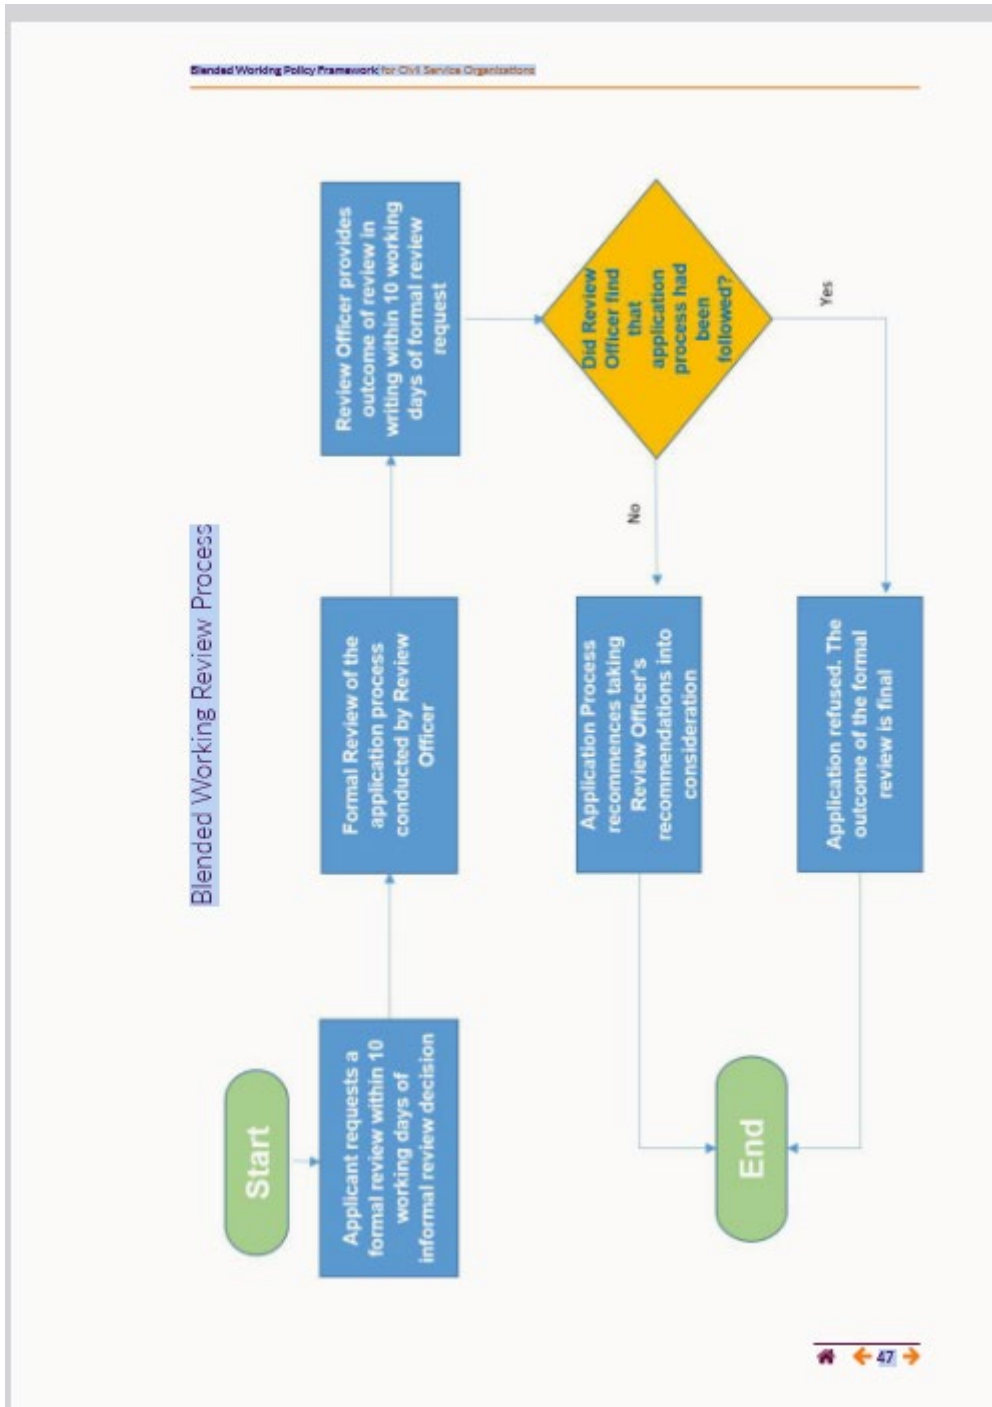 Blended Working Policy Framework for Civil Service Organisations
Blended Working Review Process
Start
Applicant requests a
formal review within 10
working days of
informal review decision
Formal Review of the
application process
conducted by Review
Officer
Review Officer provides
outcome of review in
writing within 10 working
days of formal review
request
Did Review
Officer find
that
application
process had
been
followed?
No
Yes
Application Process
recommences taking
Review Officer's
recommendations into
consideration
Application refused. The
outcome of the formal
review is final
End
47